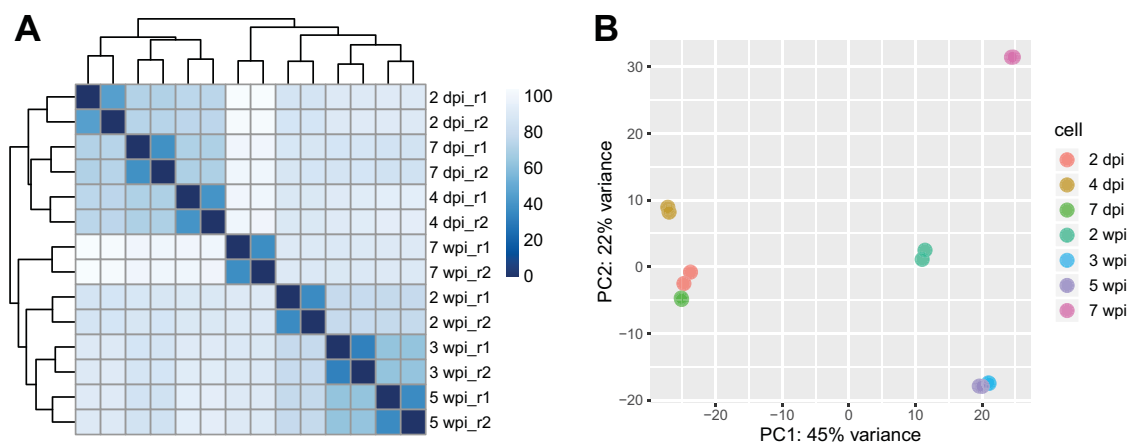 A
2 dpi_r1
2 dpi_r2
7 dpi_r1
7 dpi_r2
4 dpi_r1
4 dpi_r2
7 wpi_r1
7 wpi_r2
2 wpi_r1
2 wpi_r2
3 wpi_r1
3 wpi_r2
5 wpi_r1
5 wpi_r2
100
80
60
40
20
0
B
PC2: 22% variance
30
20
10
0
−10
−20
−20
−10
0
10
20
PC1: 45% variance
cell
2 dpi
4 dpi
7 dpi
2 wpi
3 wpi
5 wpi
7 wpi